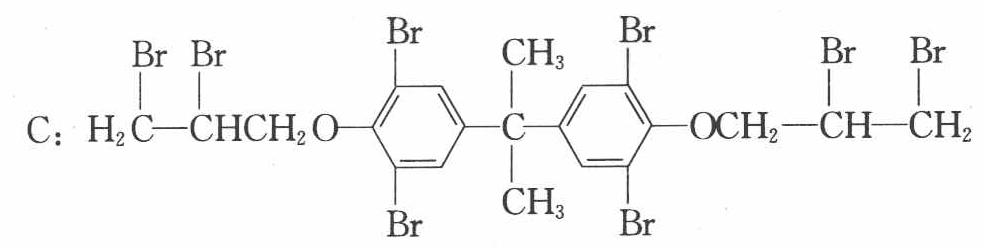 Br Br Br CH₃ Br Br Br
C: H₂C—CHCH₂O C OCH₂—CH—CH₂
Br CH₃ Br